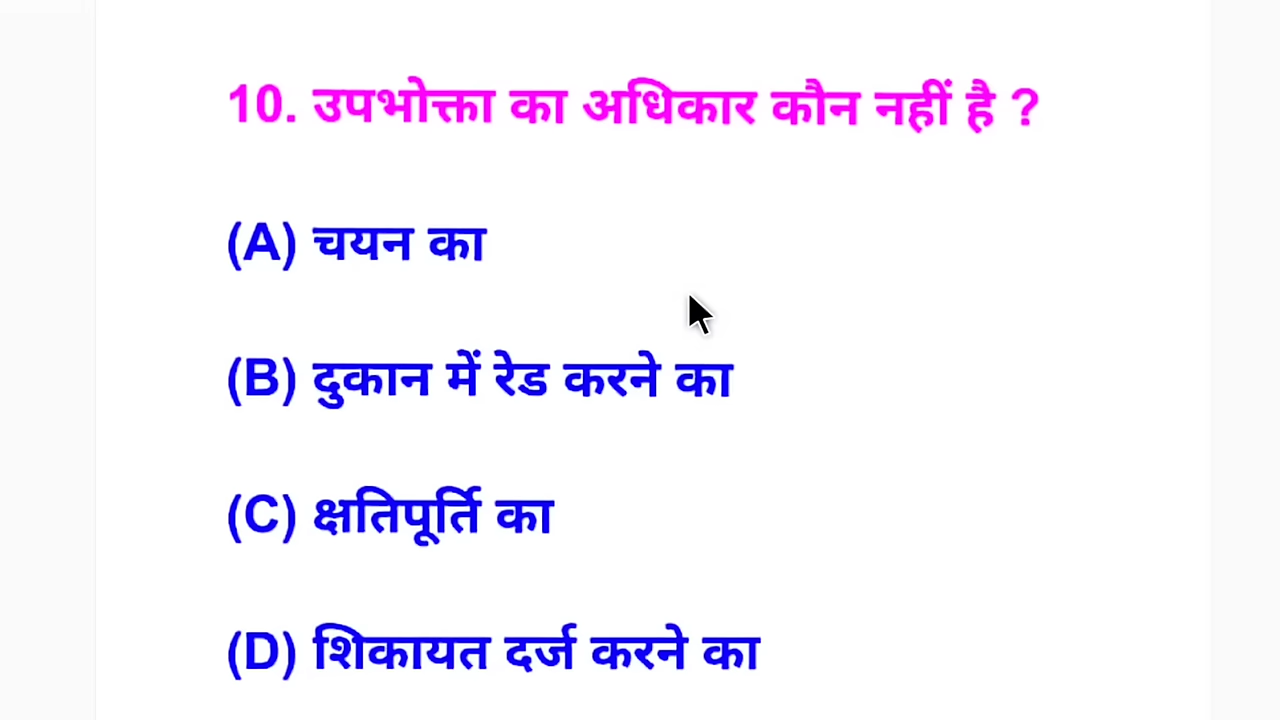 10. उपभोक्ता का अधिकार कौन नहीं है ?
(A) चयन का
(B) दुकान में रेड करने का
(C) क्षतिपूर्ति का
(D) शिकायत दर्ज करने का